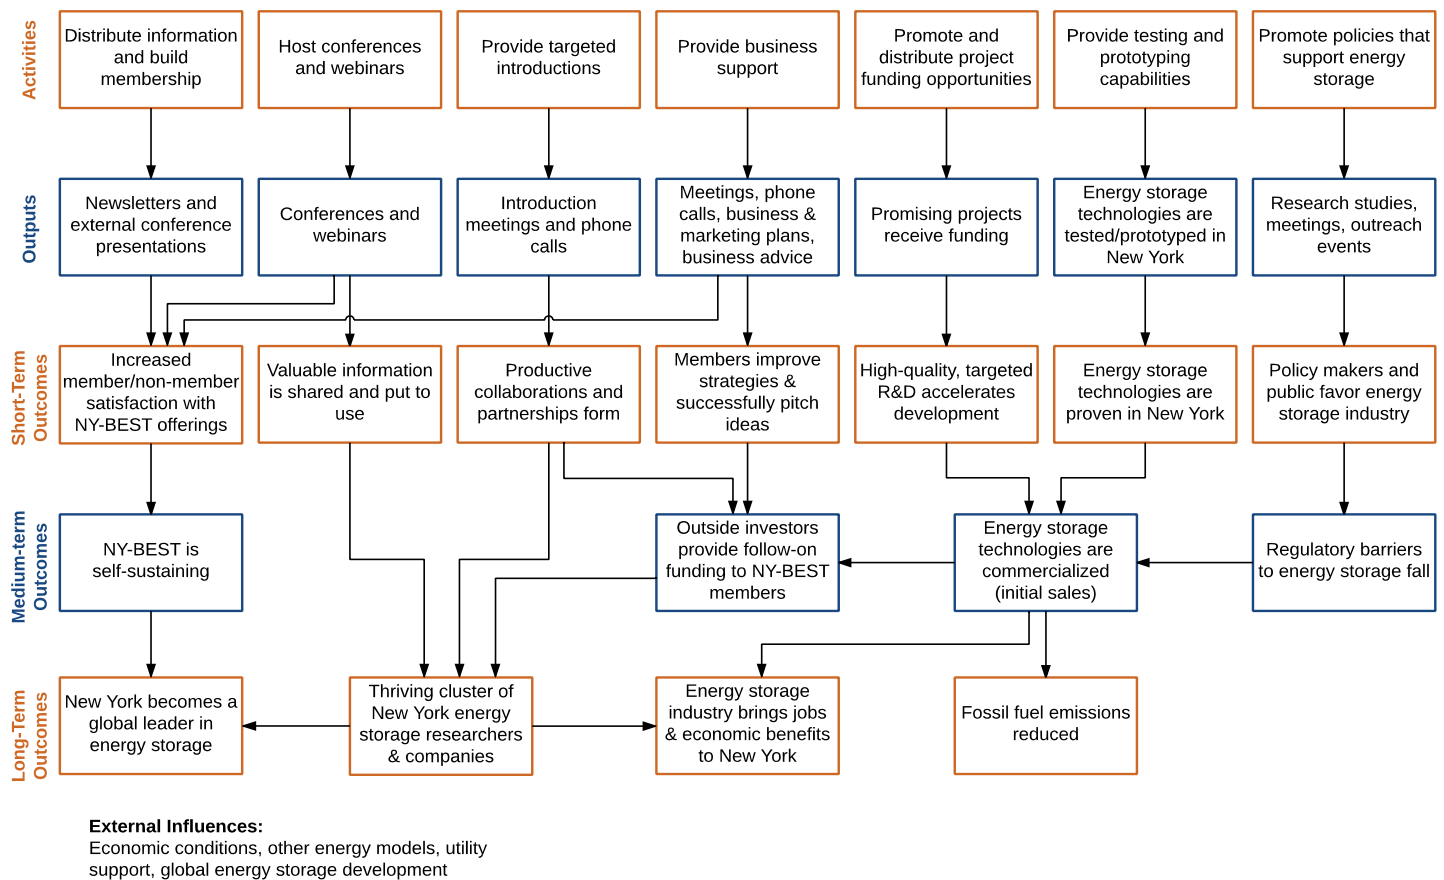 Activities
Distribute information
and build
membership
Host conferences
and webinars
Provide targeted
introductions
Provide business
support
Promote and
distribute project
funding opportunities
Provide testing and
prototyping
capabilities
Promote policies that
support energy
storage
Outputs
Newsletters and
external conference
presentations
Conferences and
webinars
Introduction
meetings and phone
calls
Meetings, phone
calls, business &
marketing plans,
business advice
Promising projects
receive funding
Energy storage
technologies are
tested/prototyped in
New York
Research studies,
meetings, outreach
events
Short-Term
Outcomes
Increased
member/non-member
satisfaction with
NY-BEST offerings
Valuable information
is shared and put to
use
Productive
collaborations and
partnerships form
Members improve
strategies &
successfully pitch
ideas
High-quality, targeted
R&D accelerates
development
Energy storage
technologies are
proven in New York
Policy makers and
public favor energy
storage industry
Medium-term
Outcomes
NY-BEST is
self-sustaining
Outside investors
provide follow-on
funding to NY-BEST
members
Energy storage
technologies are
commercialized
(initial sales)
Regulatory barriers
to energy storage fall
Long-Term
Outcomes
New York becomes a
global leader in
energy storage
Thriving cluster of
New York energy
storage researchers
& companies
Energy storage
industry brings jobs
& economic benefits
to New York
Fossil fuel emissions
reduced
External Influences:
Economic conditions, other energy models, utility
support, global energy storage development